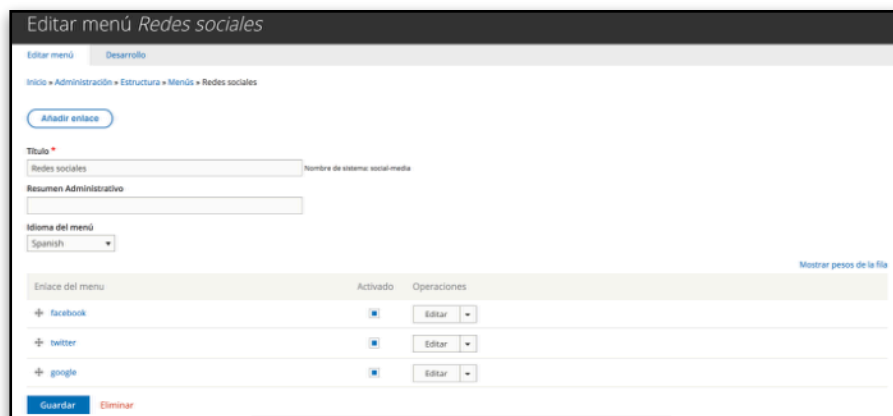 Editar menú Redes sociales
Editar menú Desarrollo
Inicio » Administración » Estructura » Menús » Redes sociales
Añadir enlace
Título *
Redes sociales Nombre de sistema: social-media
Resumen Administrativo
Idioma del menú
Spanish
Mostrar pesos de la fila
Enlace del menu Activado Operaciones
facebook Editar
twitter Editar
google Editar
Guardar Eliminar